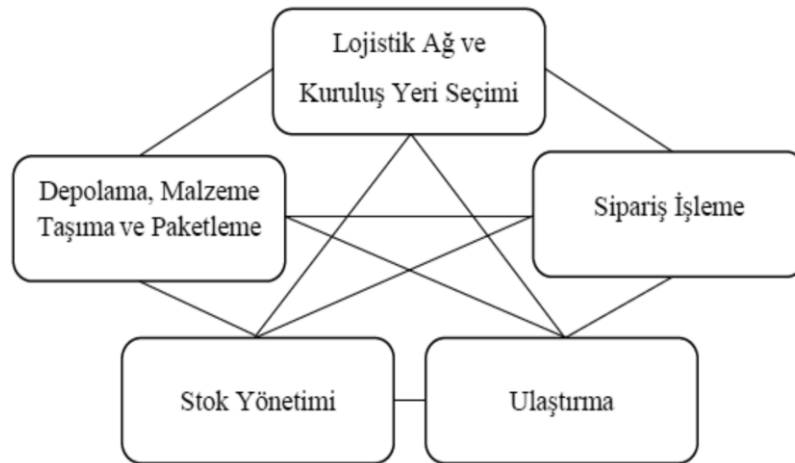 Lojistik Ağ ve
Kuruluş Yeri Seçimi
Depolama, Malzeme
Taşıma ve Paketleme
Sipariş İşleme
Stok Yönetimi
Ulaştırma